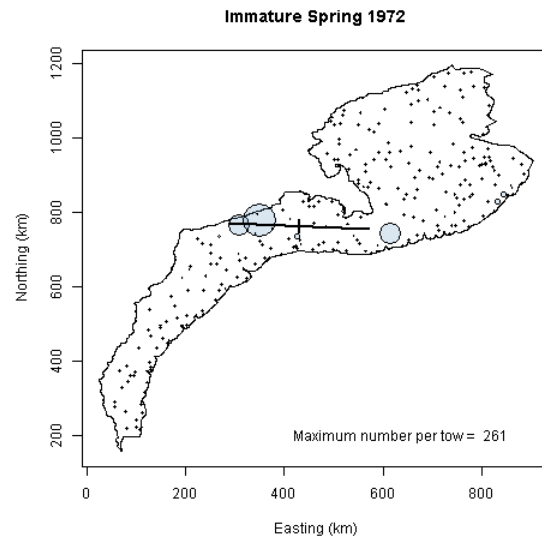 Immature Spring 1972
Northing (km)
1200
1000
800
600
400
200
Maximum number per tow = 261
0 200 400 600 800
Easting (km)